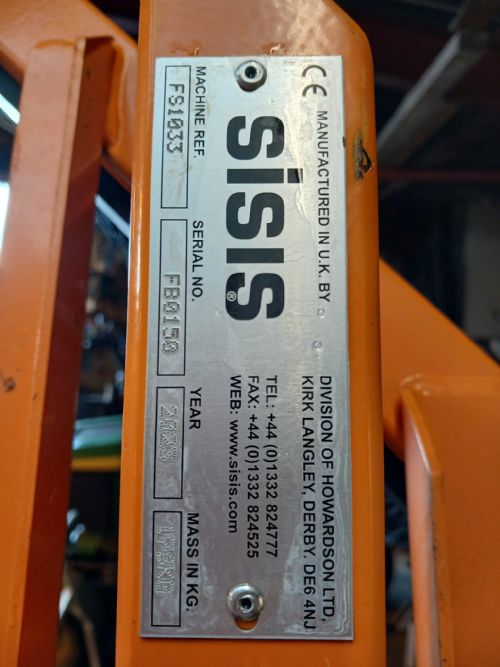 CE MANUFACTURED IN U.K. BY
SISIS®
DIVISION OF HOWARDSON LTD,
KIRK LANGLEY, DERBY. DE6 4NJ
TEL: +44 (0)1332 824777
FAX: +44 (0)1332 824525
WEB: www.sisis.com
MACHINE REF. SERIAL NO. YEAR MASS IN KG.
FS1033 FB0150